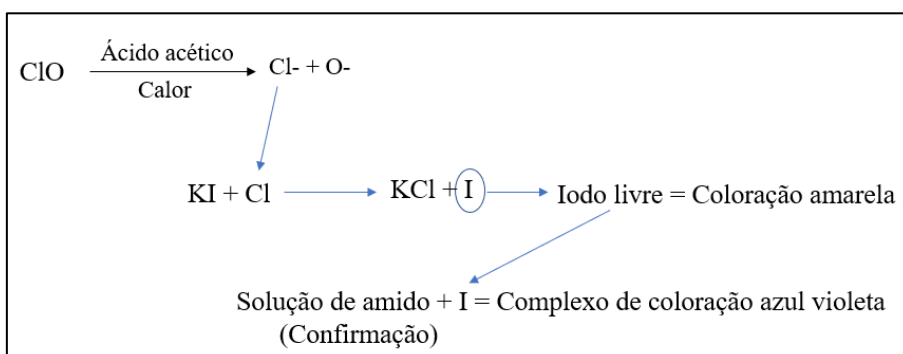 Ácido acético
ClO Cl- + O-
Calor
KI + Cl KCl + I Iodo livre = Coloração amarela
Solução de amido + I = Complexo de coloração azul violeta
(Confirmação)